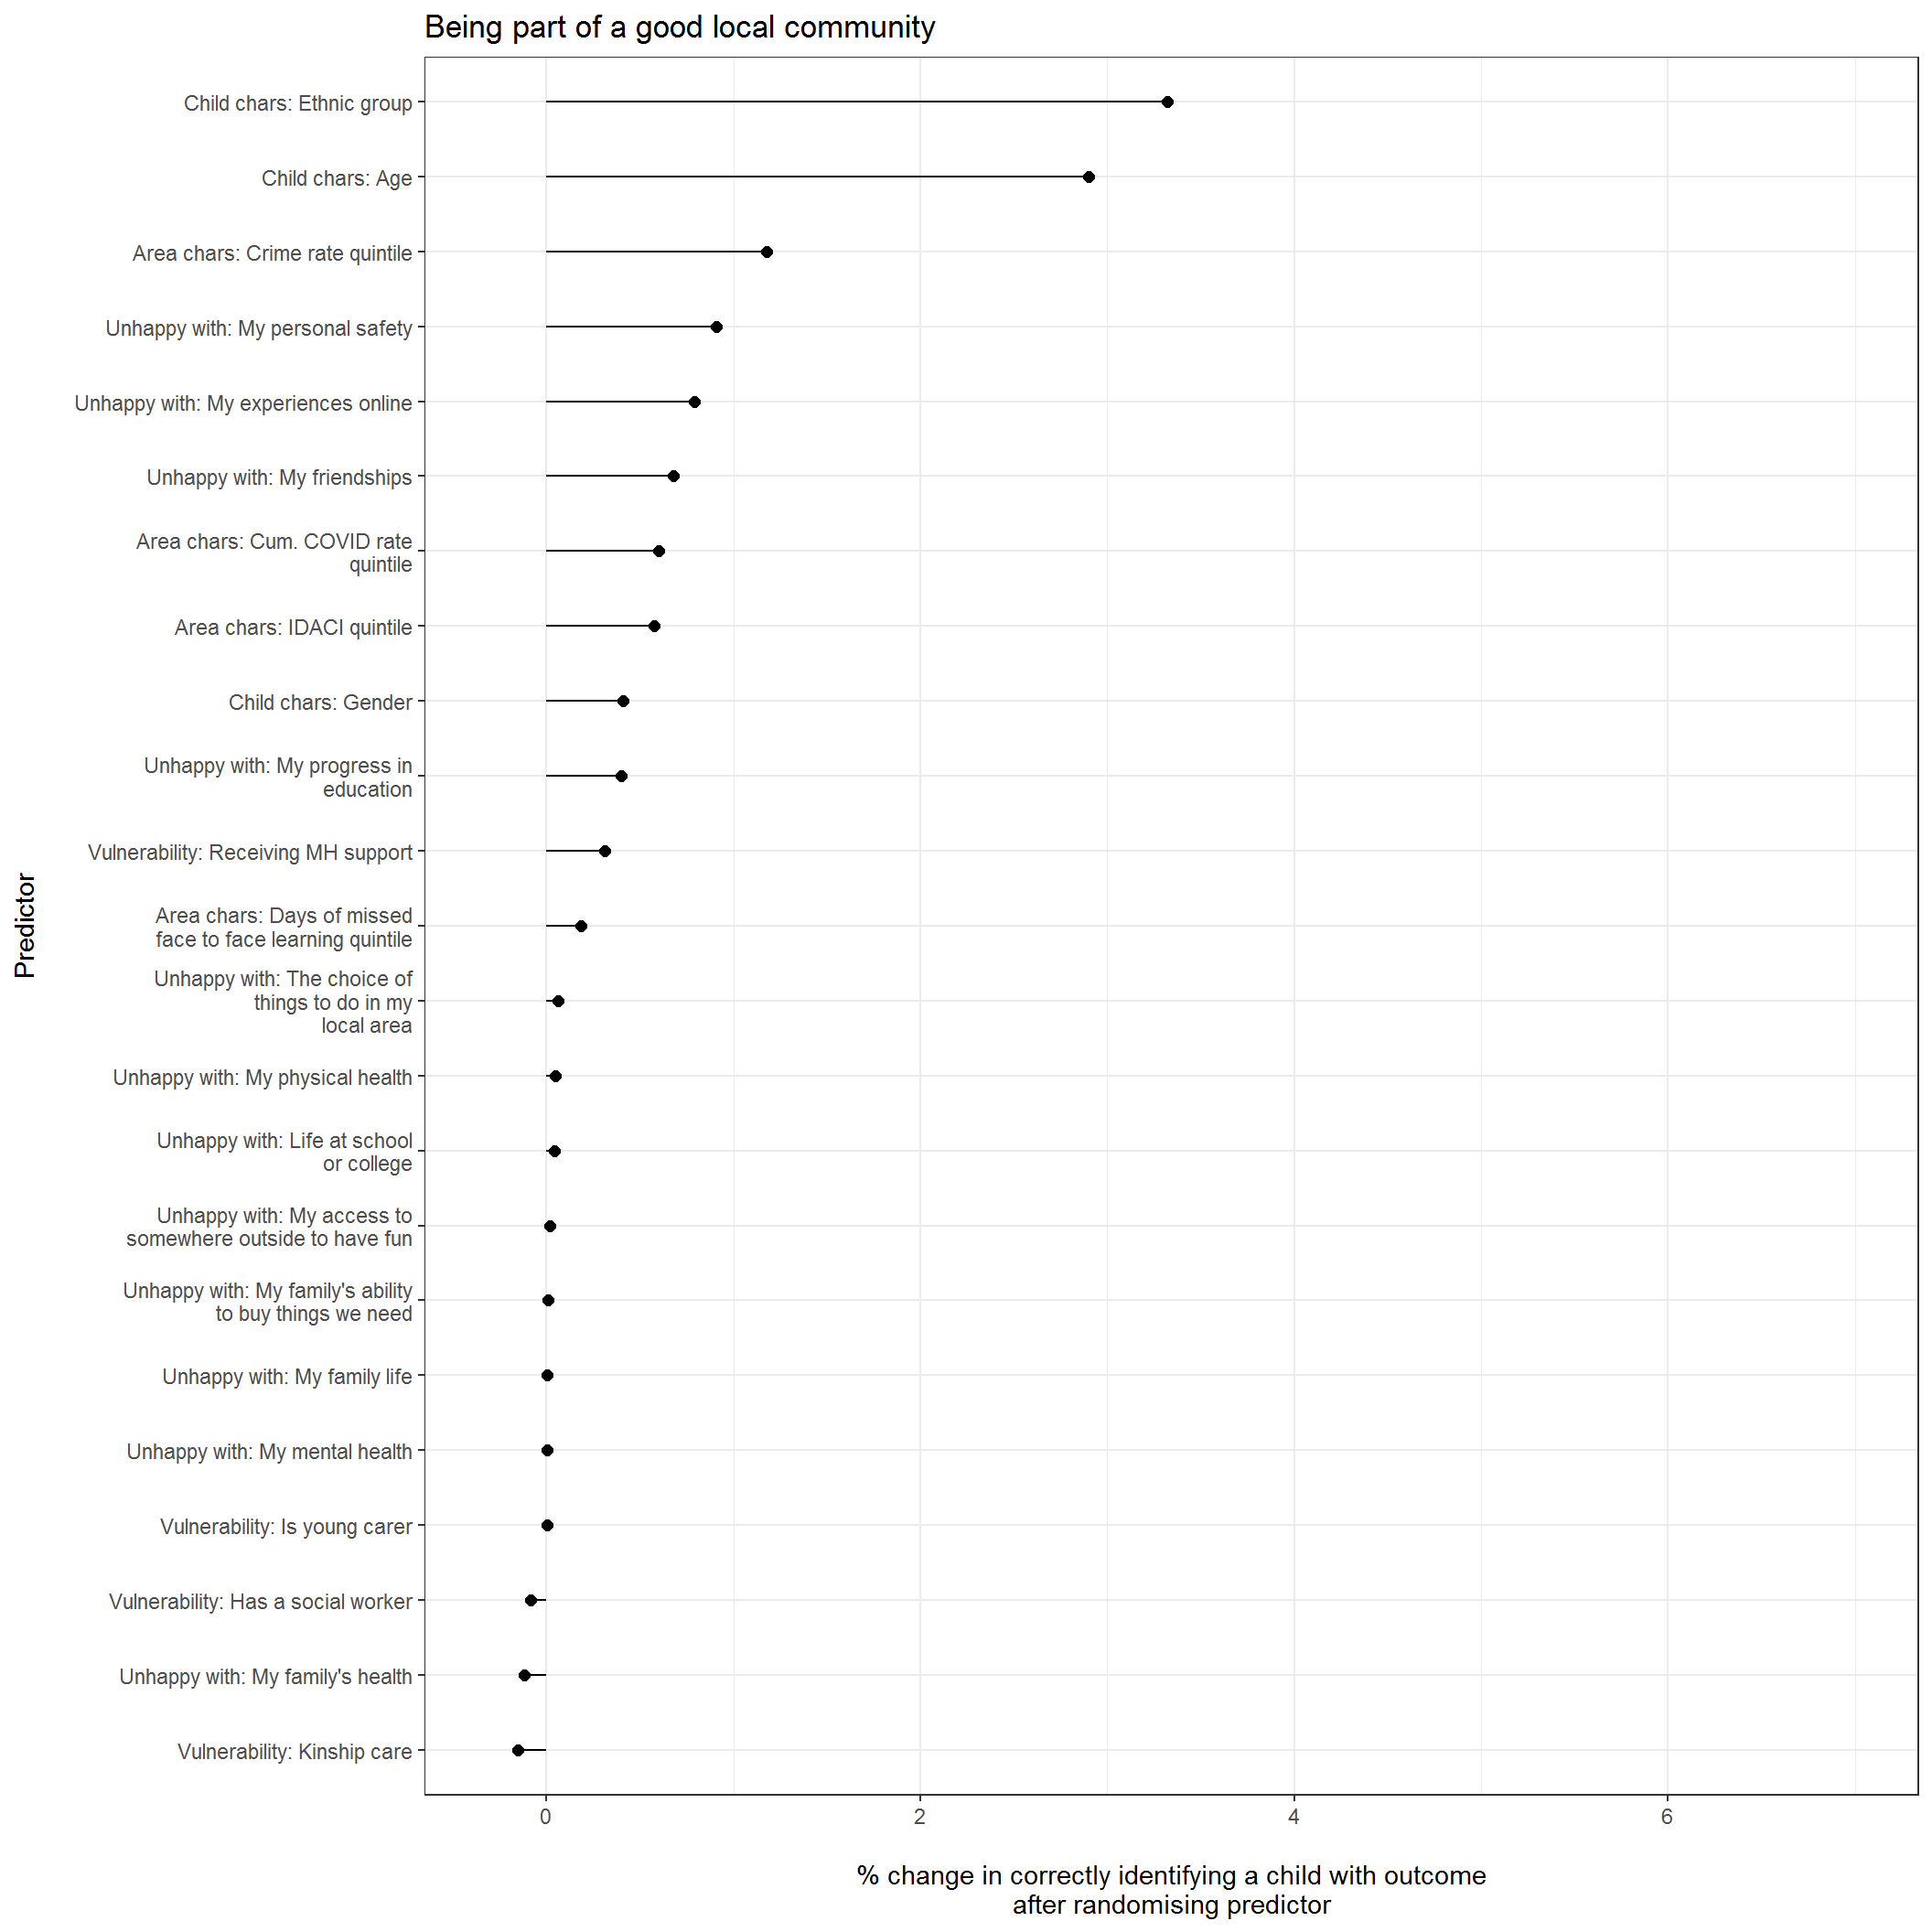 Being part of a good local community
Child chars: Ethnic group
Child chars: Age
Area chars: Crime rate quintile
Unhappy with: My personal safety
Unhappy with: My experiences online
Unhappy with: My friendships
Area chars: Cum. COVID rate
quintile
Area chars: IDACI quintile
Child chars: Gender
Unhappy with: My progress in
education
Vulnerability: Receiving MH support
Area chars: Days of missed
face to face learning quintile
Unhappy with: The choice of
things to do in my
local area
Unhappy with: My physical health
Unhappy with: Life at school
or college
Unhappy with: My access to
somewhere outside to have fun
Unhappy with: My family's ability
to buy things we need
Unhappy with: My family life
Unhappy with: My mental health
Vulnerability: Is young carer
Vulnerability: Has a social worker
Unhappy with: My family's health
Vulnerability: Kinship care
Predictor
0 2 4 6
% change in correctly identifying a child with outcome
after randomising predictor